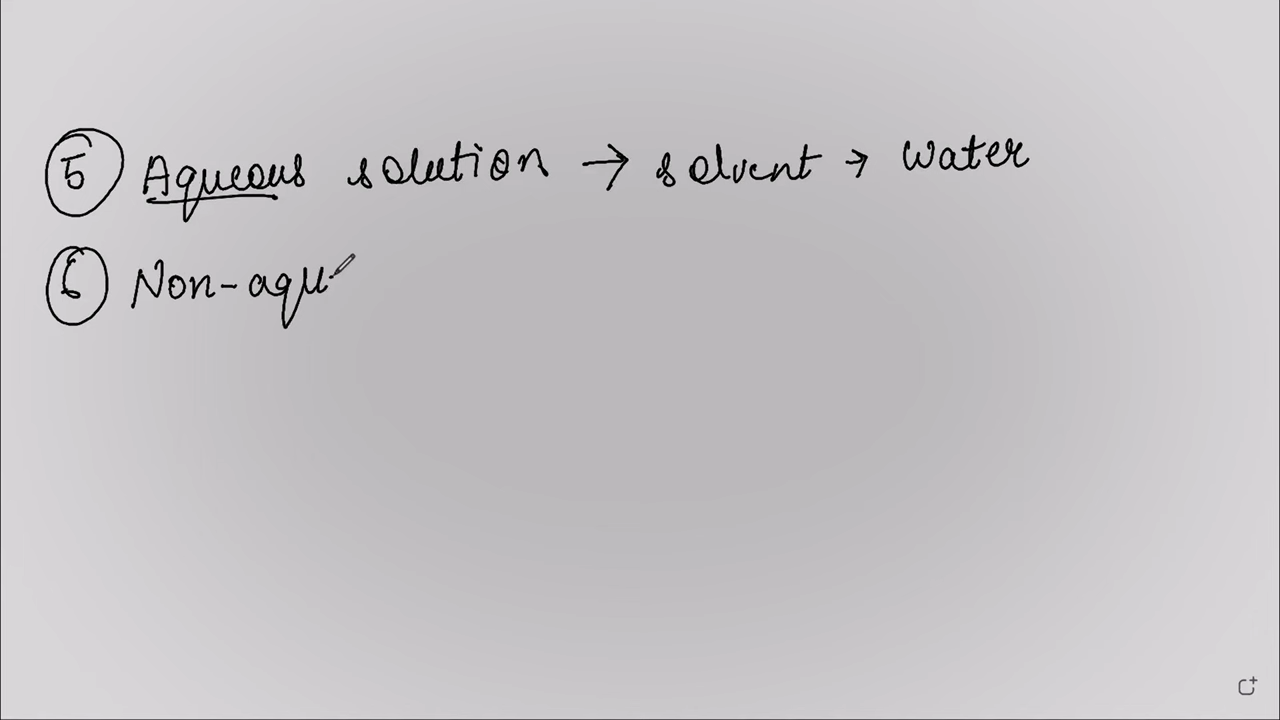 5 Aqueous solution → solvent → water
6 Non-aqu